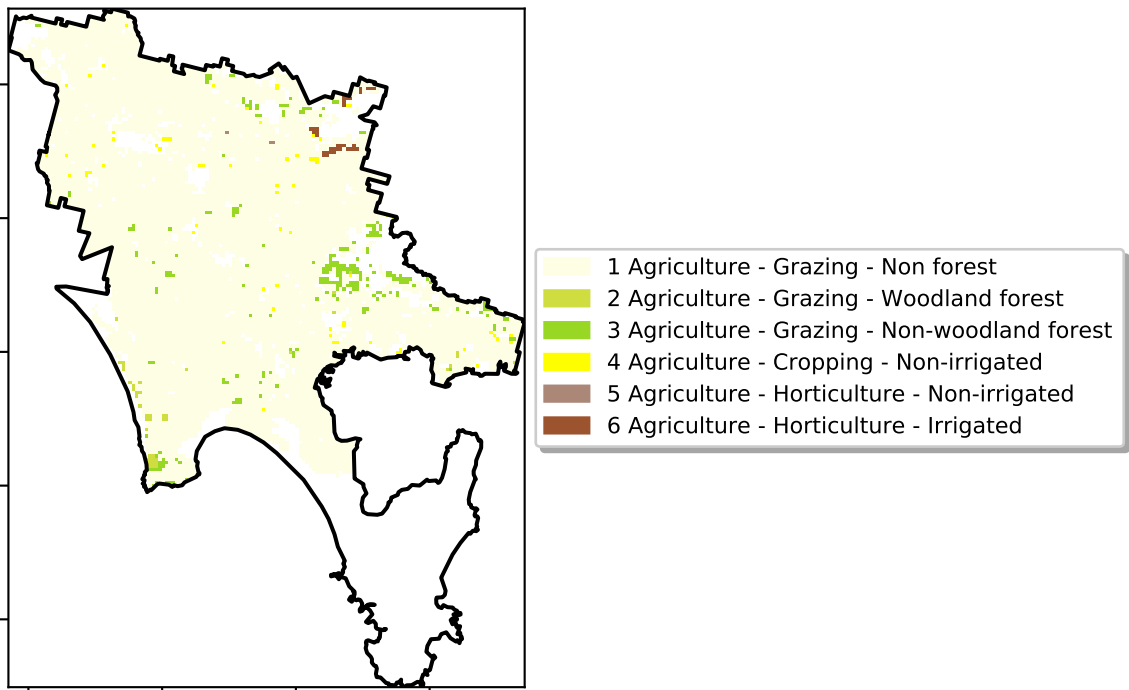 1 Agriculture - Grazing - Non forest
2 Agriculture - Grazing - Woodland forest
3 Agriculture - Grazing - Non-woodland forest
4 Agriculture - Cropping - Non-irrigated
5 Agriculture - Horticulture - Non-irrigated
6 Agriculture - Horticulture - Irrigated